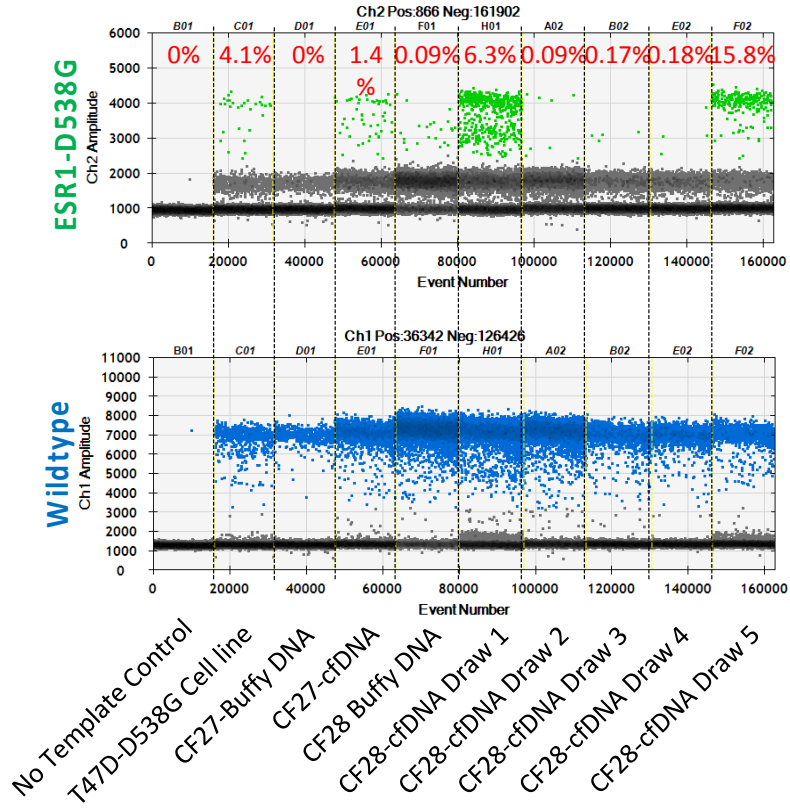 Ch2 Pos:866 Neg:161902
B01 C01 D01 E01 F01 H01 A02 B02 E02 F02
0% 4.1% 0% 1.4 % 0.09% 6.3% 0.09% 0.17% 0.18% 15.8%
ESR1-D538G
Ch2 Amplitude
6000
5000
4000
3000
2000
1000
0
0 20000 40000 60000 80000 100000 120000 140000 160000
Event Number
Ch1 Pos:36342 Neg:126426
B01 C01 D01 E01 F01 H01 A02 B02 E02 F02
Wildtype
Ch1 Amplitude
11000
10000
9000
8000
7000
6000
5000
4000
3000
2000
1000
0
0 20000 40000 60000 80000 100000 120000 140000 160000
Event Number
No Template Control
T47D-D538G Cell line
CF27-Buffy DNA
CF27-cfDNA
CF28 Buffy DNA
CF28-cfDNA Draw 1
CF28-cfDNA Draw 2
CF28-cfDNA Draw 3
CF28-cfDNA Draw 4
CF28-cfDNA Draw 5